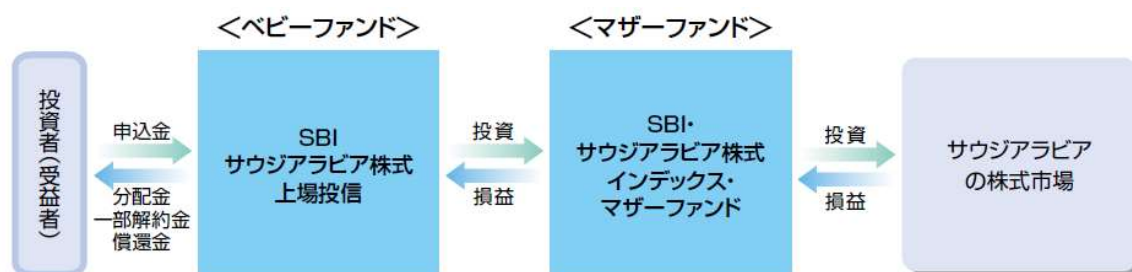 ＜ベビーファンド＞
＜マザーファンド＞
投資者(受益者)
申込金
分配金
一部解約金
償還金
SBI
サウジアラビア株式
上場投信
投資
損益
SBI・
サウジアラビア株式
インデックス・
マザーファンド
投資
損益
サウジアラビア
の株式市場